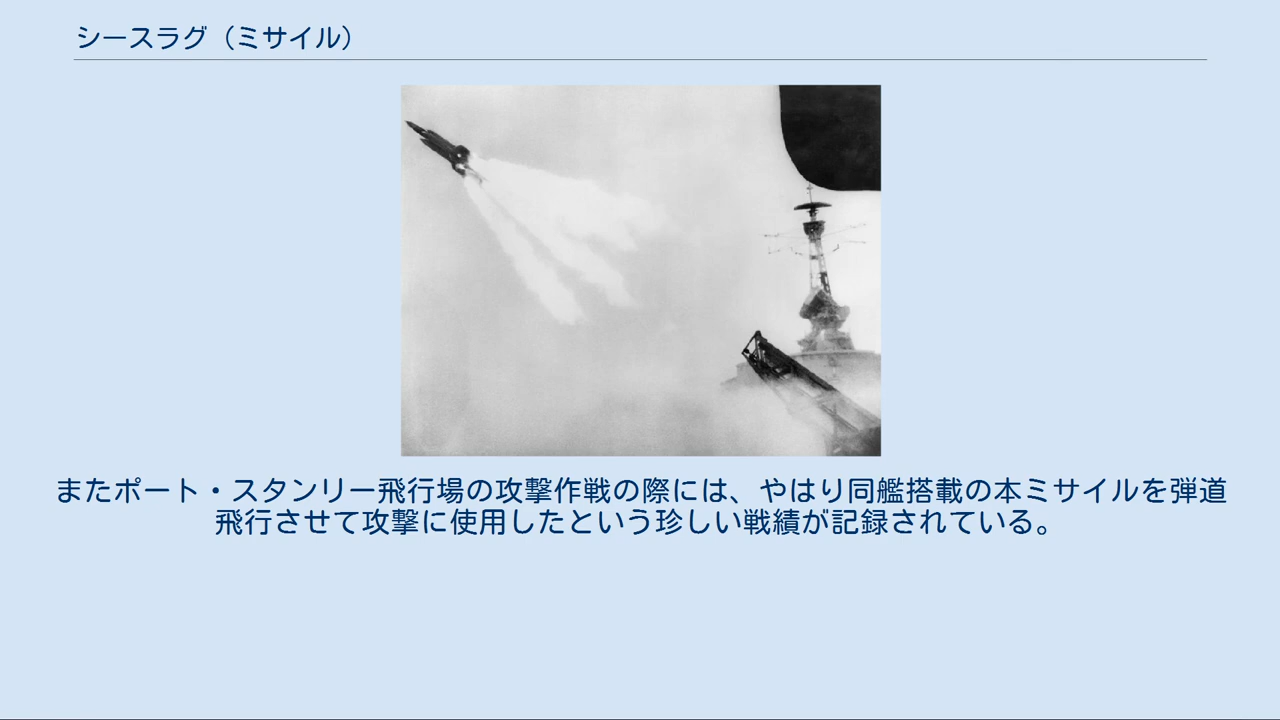 シースラグ（ミサイル）
またポート・スタンリー飛行場の攻撃作戦の際には、やはり同艦搭載の本ミサイルを弾道
飛行させて攻撃に使用したという珍しい戦績が記録されている。